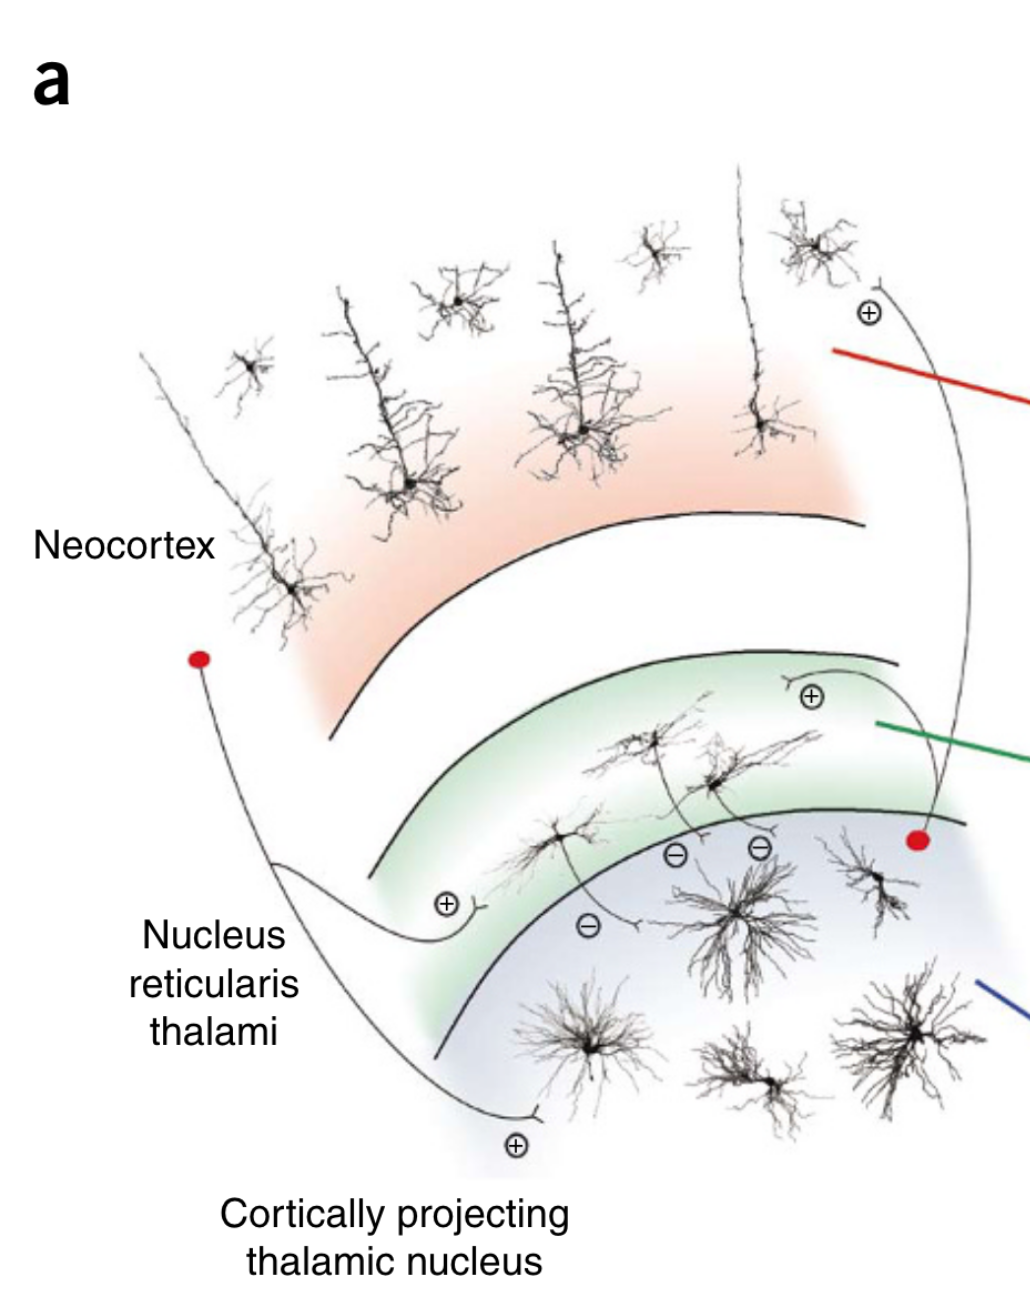 a
+
Neocortex
+
−
−
+
−
Nucleus
reticularis
thalami
+
Cortically projecting
thalamic nucleus